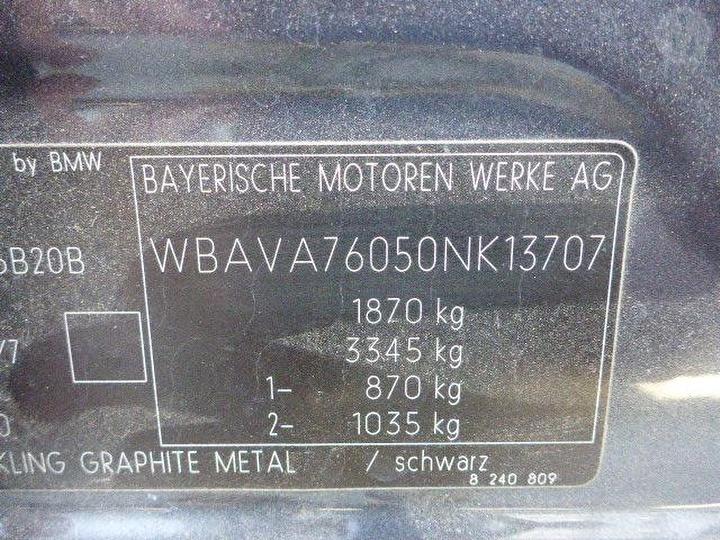 by BMW
BAYERISCHE MOTOREN WERKE AG
6B20B
WBAVA76050NK13707
1870 kg
3345 kg
1- 870 kg
2- 1035 kg
KLING GRAPHITE METAL / schwarz
8 240 809